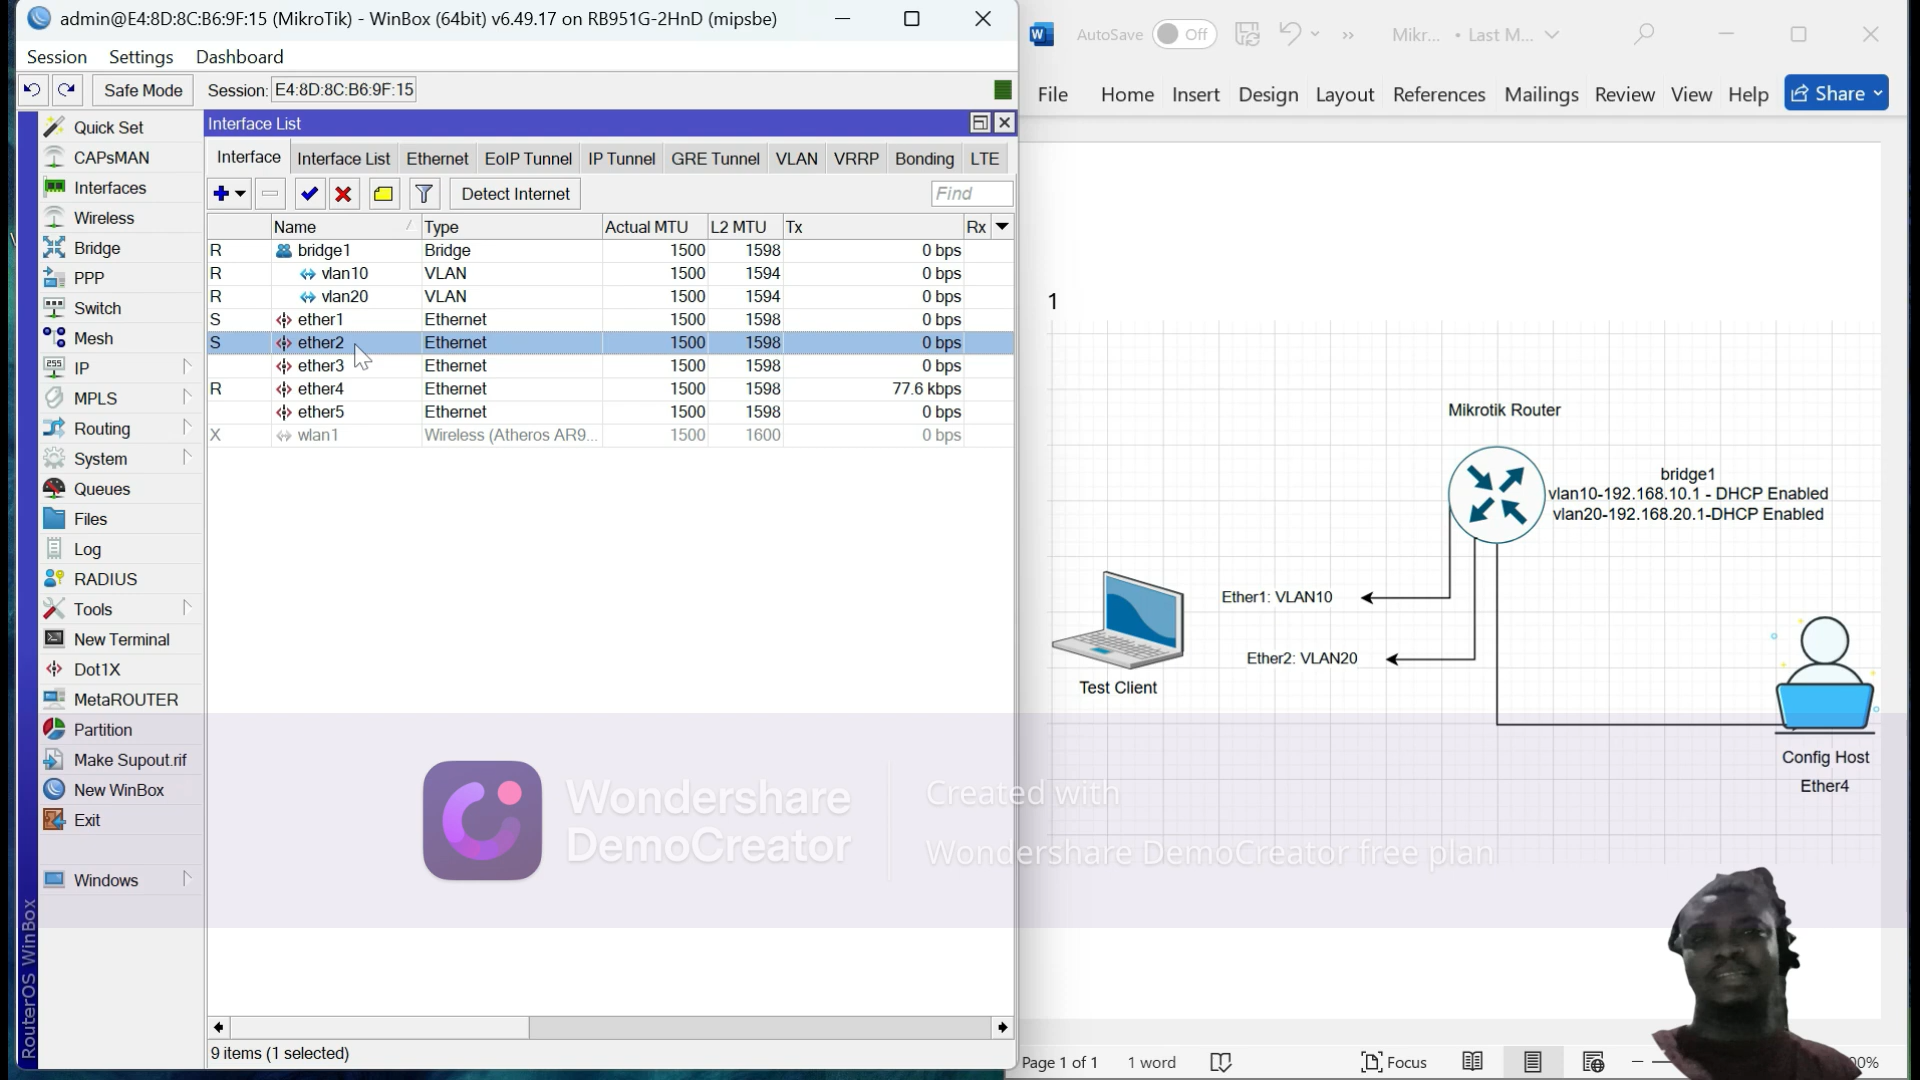 admin@E4:8D:8C:B6:9F:15 (MikroTik) - WinBox (64bit) v6.49.17 on RB951G-2HnD (mipsbe)
Session Settings Dashboard
Safe Mode Session: E4:8D:8C:B6:9F:15
Quick Set
CAPsMAN
Interfaces
Wireless
Bridge
PPP
Switch
Mesh
IP
MPLS
Routing
System
Queues
Files
Log
RADIUS
Tools
New Terminal
Dot1X
MetaROUTER
Partition
Make Supout.rif
New WinBox
Exit
Windows
RouterOS WinBox
Interface List
Interface Interface List Ethernet EoIP Tunnel IP Tunnel GRE Tunnel VLAN VRRP Bonding LTE
Detect Internet Find
Name Type Actual MTU L2 MTU Tx Rx
R bridge1 Bridge 1500 1598 0 bps
R vlan10 VLAN 1500 1594 0 bps
R vlan20 VLAN 1500 1594 0 bps
S ether1 Ethernet 1500 1598 0 bps
S ether2 Ethernet 1500 1598 0 bps
ether3 Ethernet 1500 1598 0 bps
R ether4 Ethernet 1500 1598 77.6 kbps
ether5 Ethernet 1500 1598 0 bps
X wlan1 Wireless (Atheros AR9... 1500 1600 0 bps
9 items (1 selected)
AutoSave Off Mikr... • Last M...
File Home Insert Design Layout References Mailings Review View Help Share
1
Mikrotik Router
bridge1
vlan10-192.168.10.1 - DHCP Enabled
vlan20-192.168.20.1-DHCP Enabled
Ether1: VLAN10
Ether2: VLAN20
Test Client
Config Host
Ether4
Wondershare
DemoCreator
Created with
Wondershare DemoCreator free plan
Page 1 of 1 1 word Focus